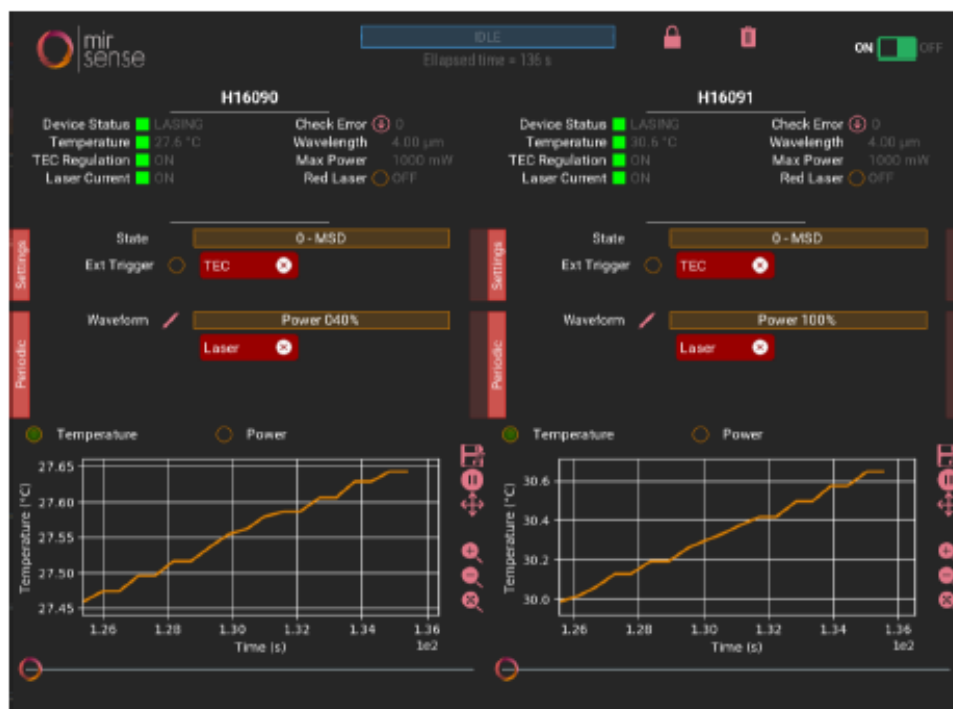 mir
sense
IDLE
Ellapsed time = 136 s
ON OFF
H16090
Device Status LASING
Temperature 27.6 °C
TEC Regulation ON
Laser Current ON
Check Error 0
Wavelength 4.00 µm
Max Power 1000 mW
Red Laser OFF
Settings
Periodic
State 0 - MSD
Ext Trigger TEC
Waveform Power 040%
Laser
Temperature Power
27.65
27.60
27.55
27.50
27.45
Temperature (°C)
1.26 1.28 1.30 1.32 1.34 1.36
Time (s) 1e2
H16091
Device Status LASING
Temperature 30.6 °C
TEC Regulation ON
Laser Current ON
Check Error 0
Wavelength 4.00 µm
Max Power 1000 mW
Red Laser OFF
Settings
Periodic
State 0 - MSD
Ext Trigger TEC
Waveform Power 100%
Laser
Temperature Power
30.6
30.4
30.2
30.0
Temperature (°C)
1.26 1.28 1.30 1.32 1.34 1.36
Time (s) 1e2